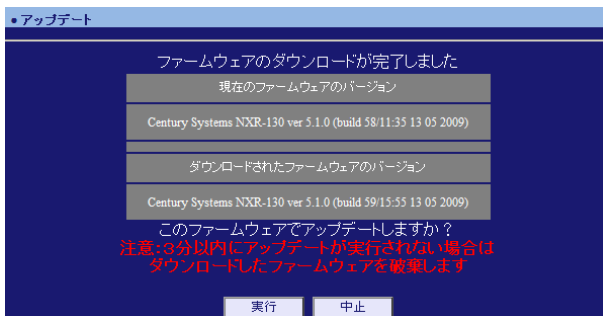 •アップデート
ファームウェアのダウンロードが完了しました
現在のファームウェアのバージョン
Century Systems NXR-130 ver 5.1.0 (build 58/11:35 13 05 2009)
ダウンロードされたファームウェアのバージョン
Century Systems NXR-130 ver 5.1.0 (build 59/15:55 13 05 2009)
このファームウェアでアップデートしますか？
注意：３分以内にアップデートが実行されない場合は
ダウンロードしたファームウェアを破棄します
実行 中止